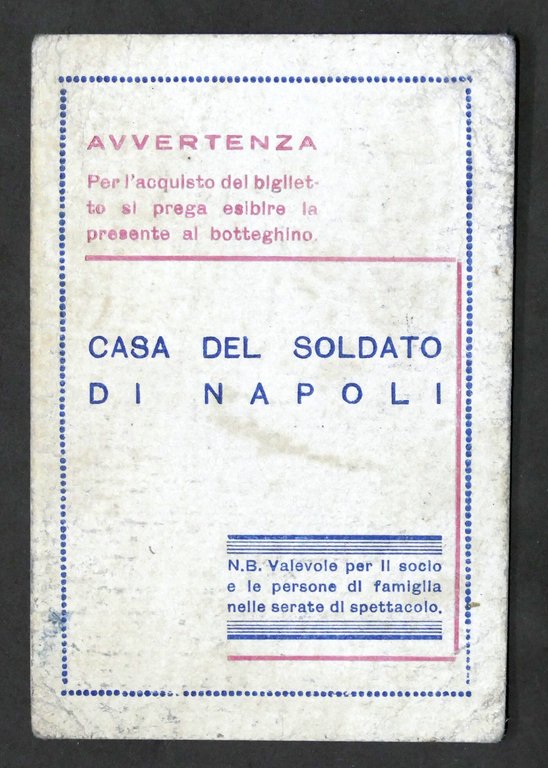 AVVERTENZA
Per l'acquisto del bigliet-
to si prega esibire la
presente al botteghino.
CASA DEL SOLDATO
DI NAPOLI
N.B. Valevole per il socio
e le persone di famiglia
nelle serate di spettacolo.